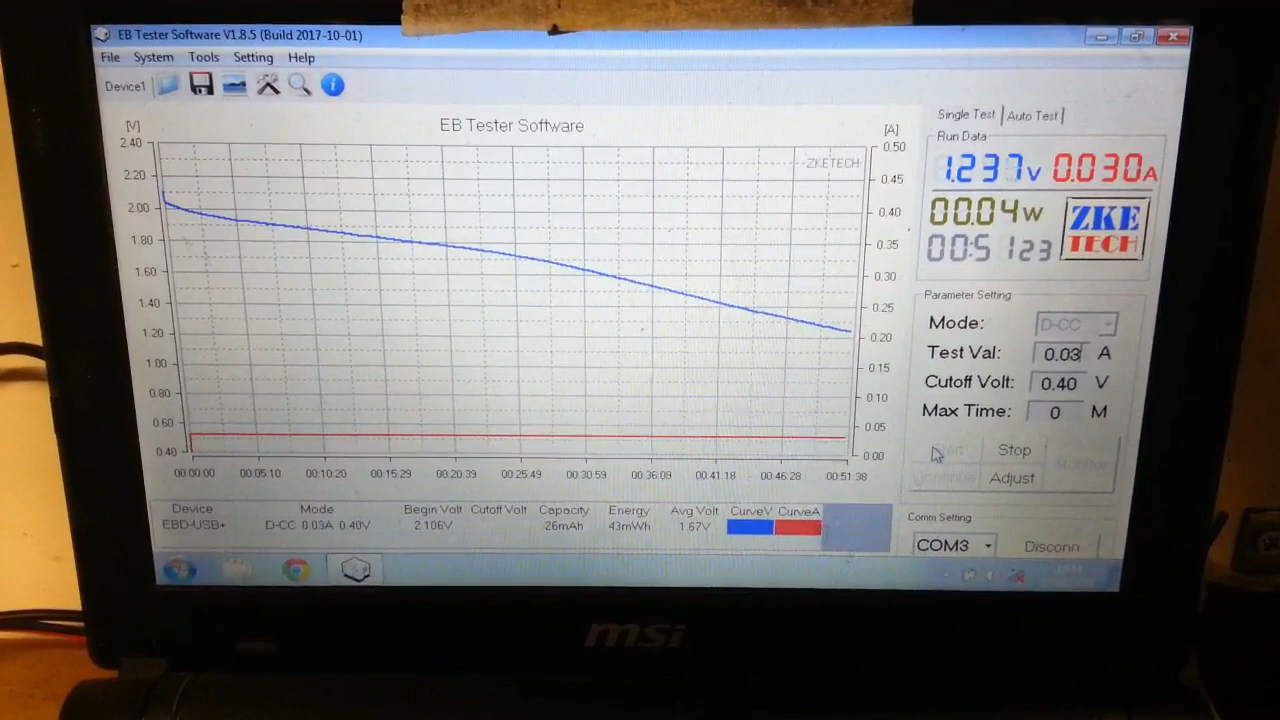 EB Tester Software V1.8.5 (Build 2017-10-01)
File System Tools Setting Help
Device1
Single Test Auto Test
EB Tester Software
[V] [A]
ZKETECH
2.40
2.20
2.00
1.80
1.60
1.40
1.20
1.00
0.80
0.60
0.40
0.50
0.45
0.40
0.35
0.30
0.25
0.20
0.15
0.10
0.05
0.00
00:00:00 00:05:10 00:10:20 00:15:29 00:20:39 00:25:49 00:30:59 00:36:09 00:41:18 00:46:28 00:51:38
Run Data
1.237V 0.030A
00.04W
00:5123
ZKE
TECH
Parameter Setting
Mode: D-CC
Test Val: 0.03 A
Cutoff Volt: 0.40 V
Max Time: 0 M
Start Stop Monitor
Continue Adjust
Comm Setting
COM3 Disconn
Device Mode Begin Volt Cutoff Volt Capacity Energy Avg Volt CurveV CurveA
EBD-USB+ D-CC 0.03A 0.40V 2.106V 26mAh 43mWh 1.67V
msi